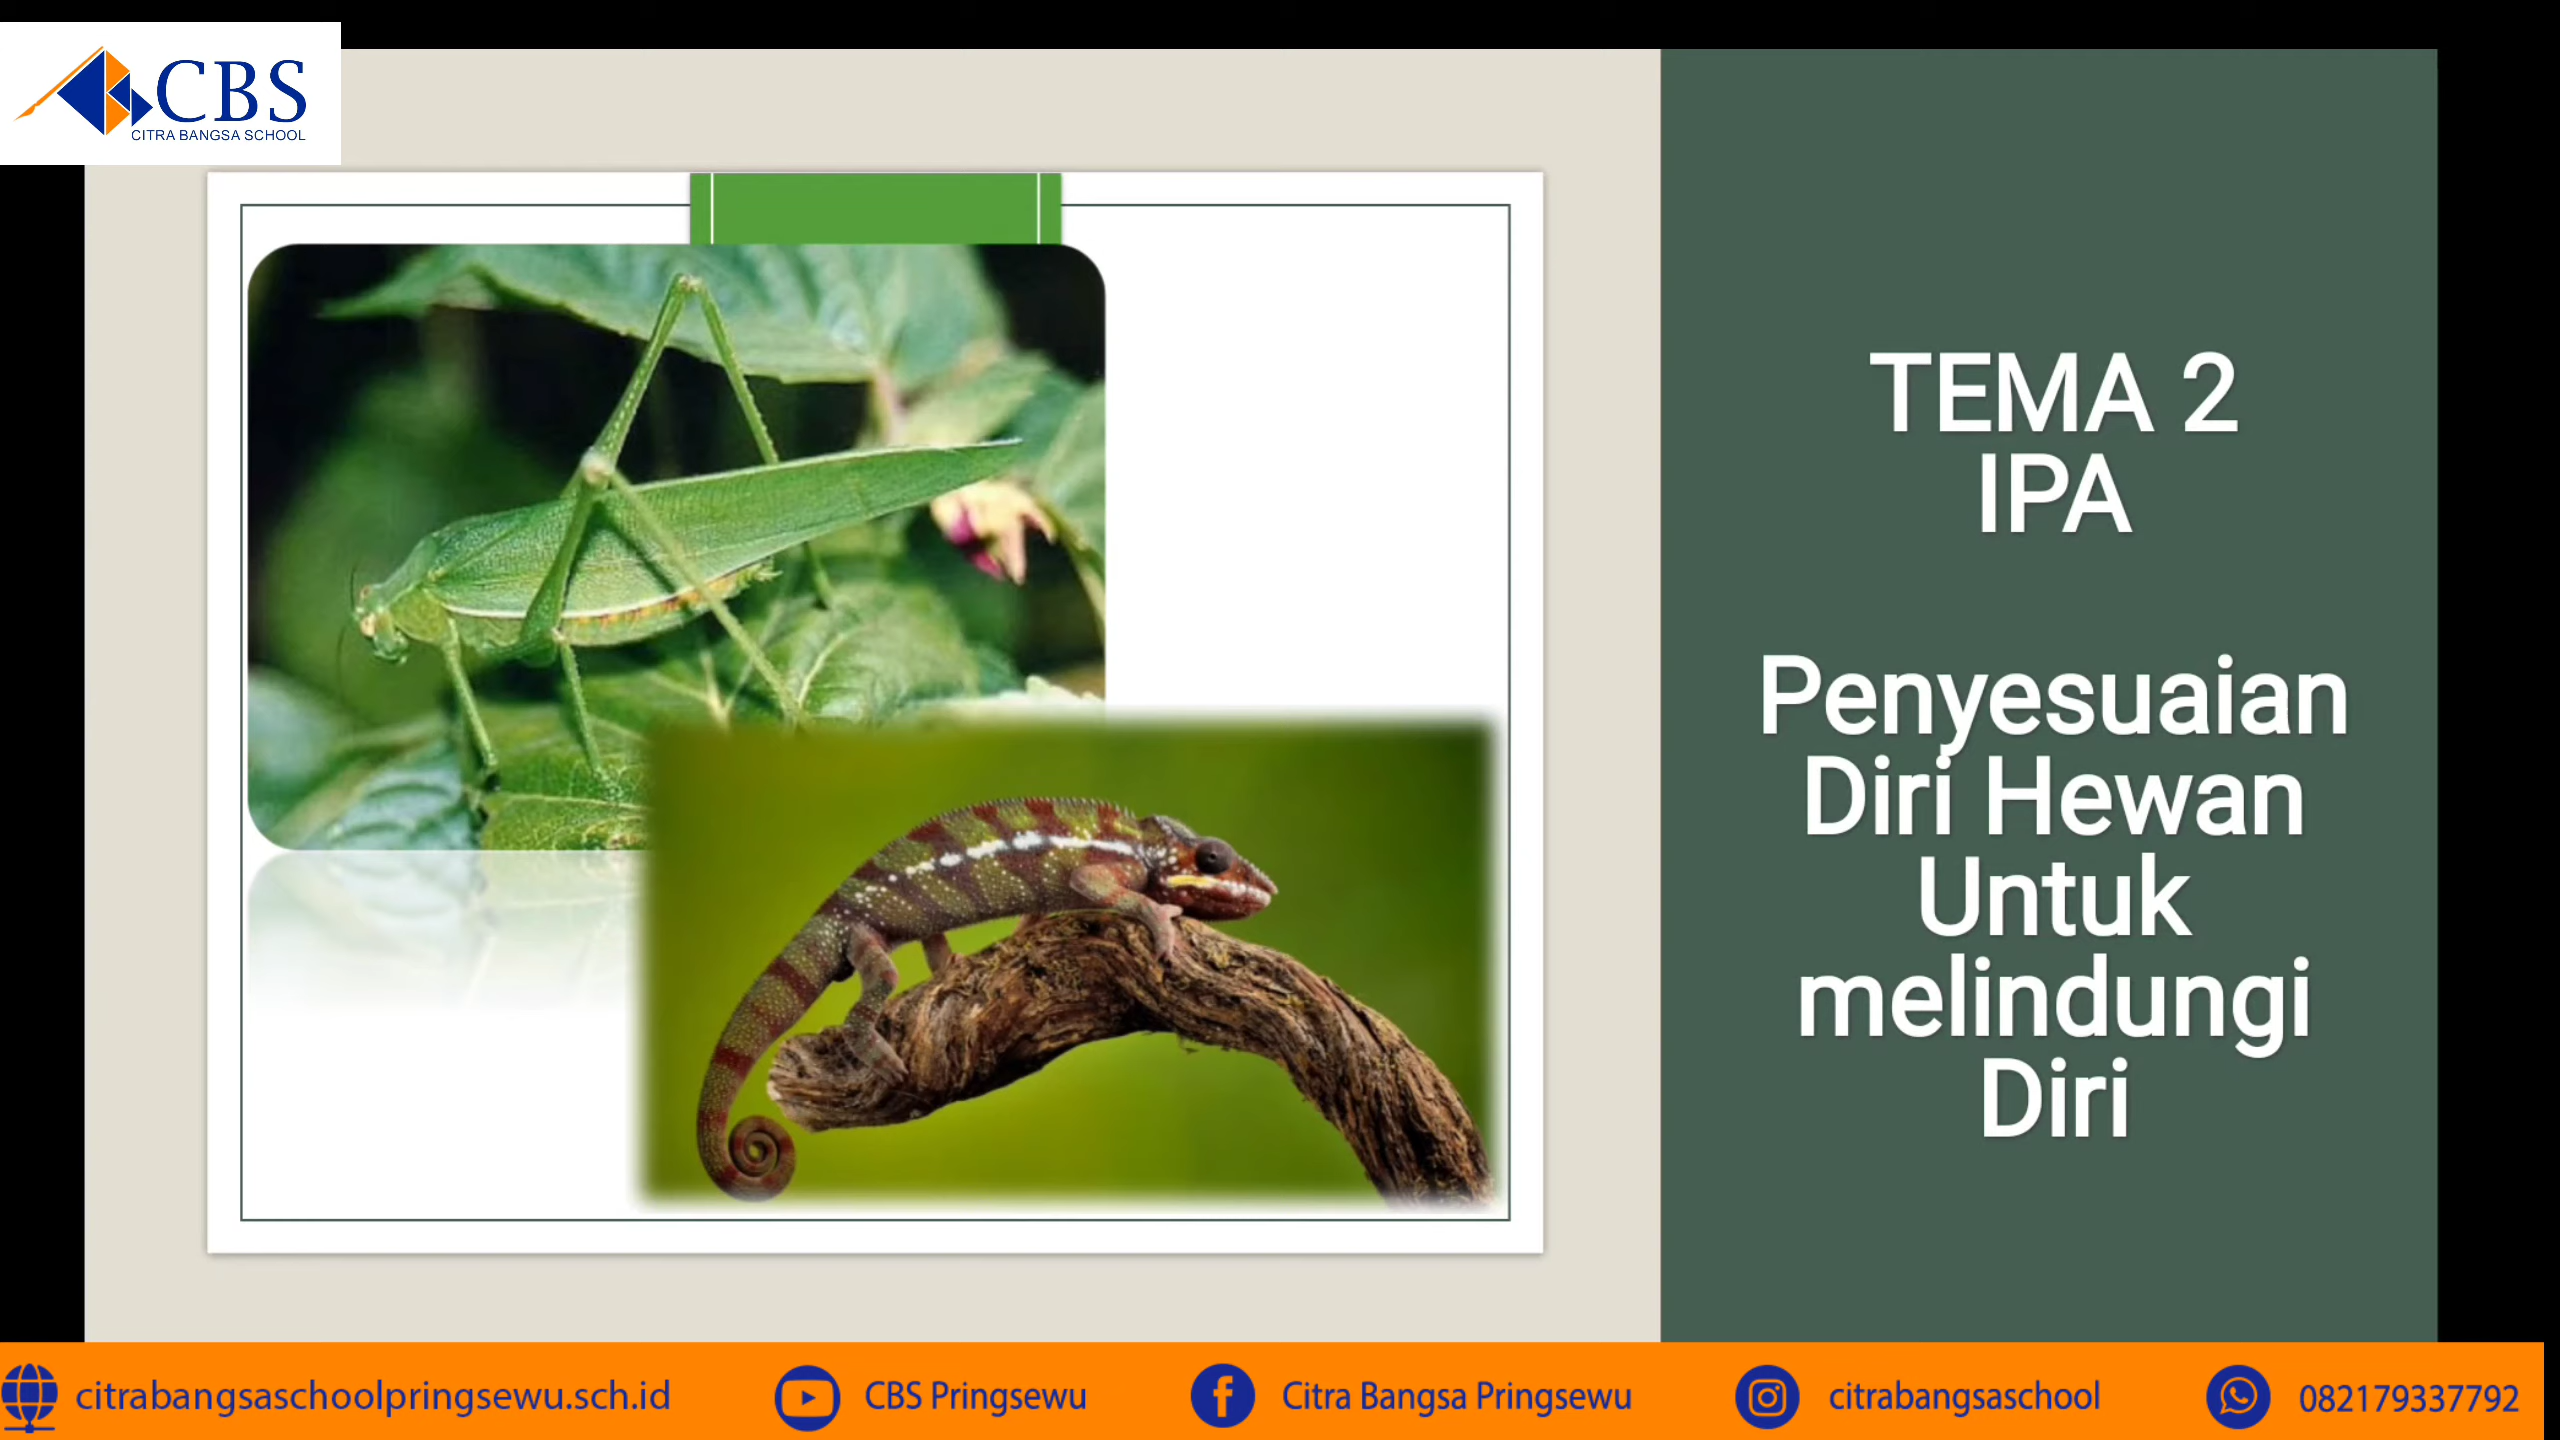 CBS
CITRA BANGSA SCHOOL
TEMA 2
IPA
Penyesuaian
Diri Hewan
Untuk
melindungi
Diri
citrabangsaschoolpringsewu.sch.id
CBS Pringsewu
Citra Bangsa Pringsewu
citrabangsaschool
082179337792